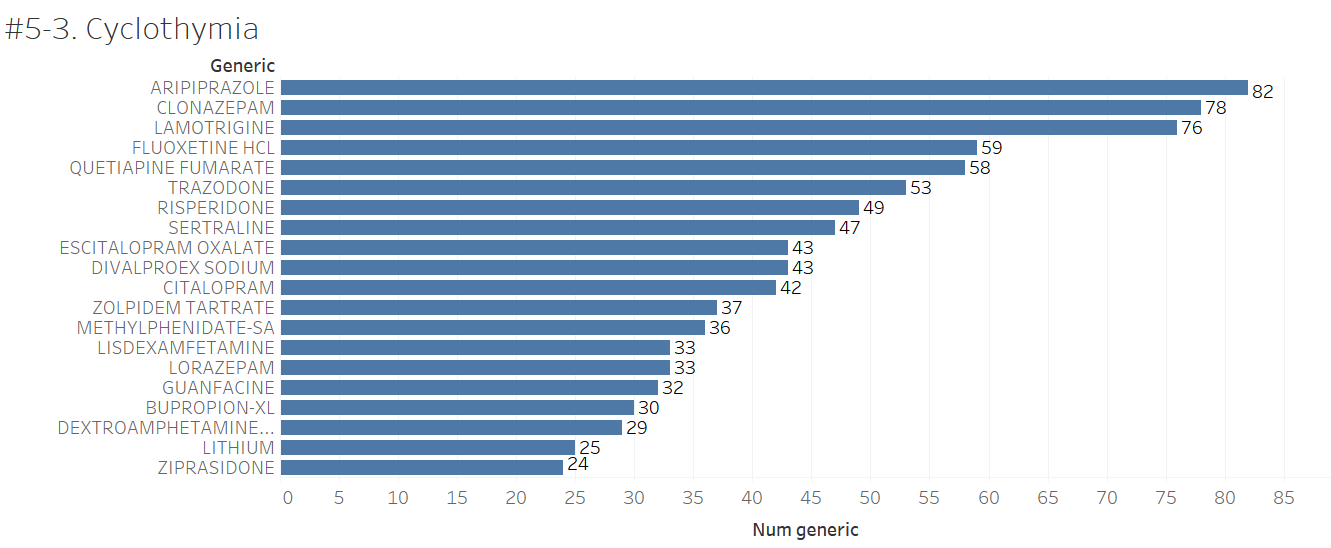 #5-3. Cyclothymia
Generic
ARIPIPRAZOLE 82
CLONAZEPAM 78
LAMOTRIGINE 76
FLUOXETINE HCL 59
QUETIAPINE FUMARATE 58
TRAZODONE 53
RISPERIDONE 49
SERTRALINE 47
ESCITALOPRAM OXALATE 43
DIVALPROEX SODIUM 43
CITALOPRAM 42
ZOLPIDEM TARTRATE 37
METHYLPHENIDATE-SA 36
LISDEXAMFETAMINE 33
LORAZEPAM 33
GUANFACINE 32
BUPROPION-XL 30
DEXTROAMPHETAMINE... 29
LITHIUM 25
ZIPRASIDONE 24
0 5 10 15 20 25 30 35 40 45 50 55 60 65 70 75 80 85
Num generic